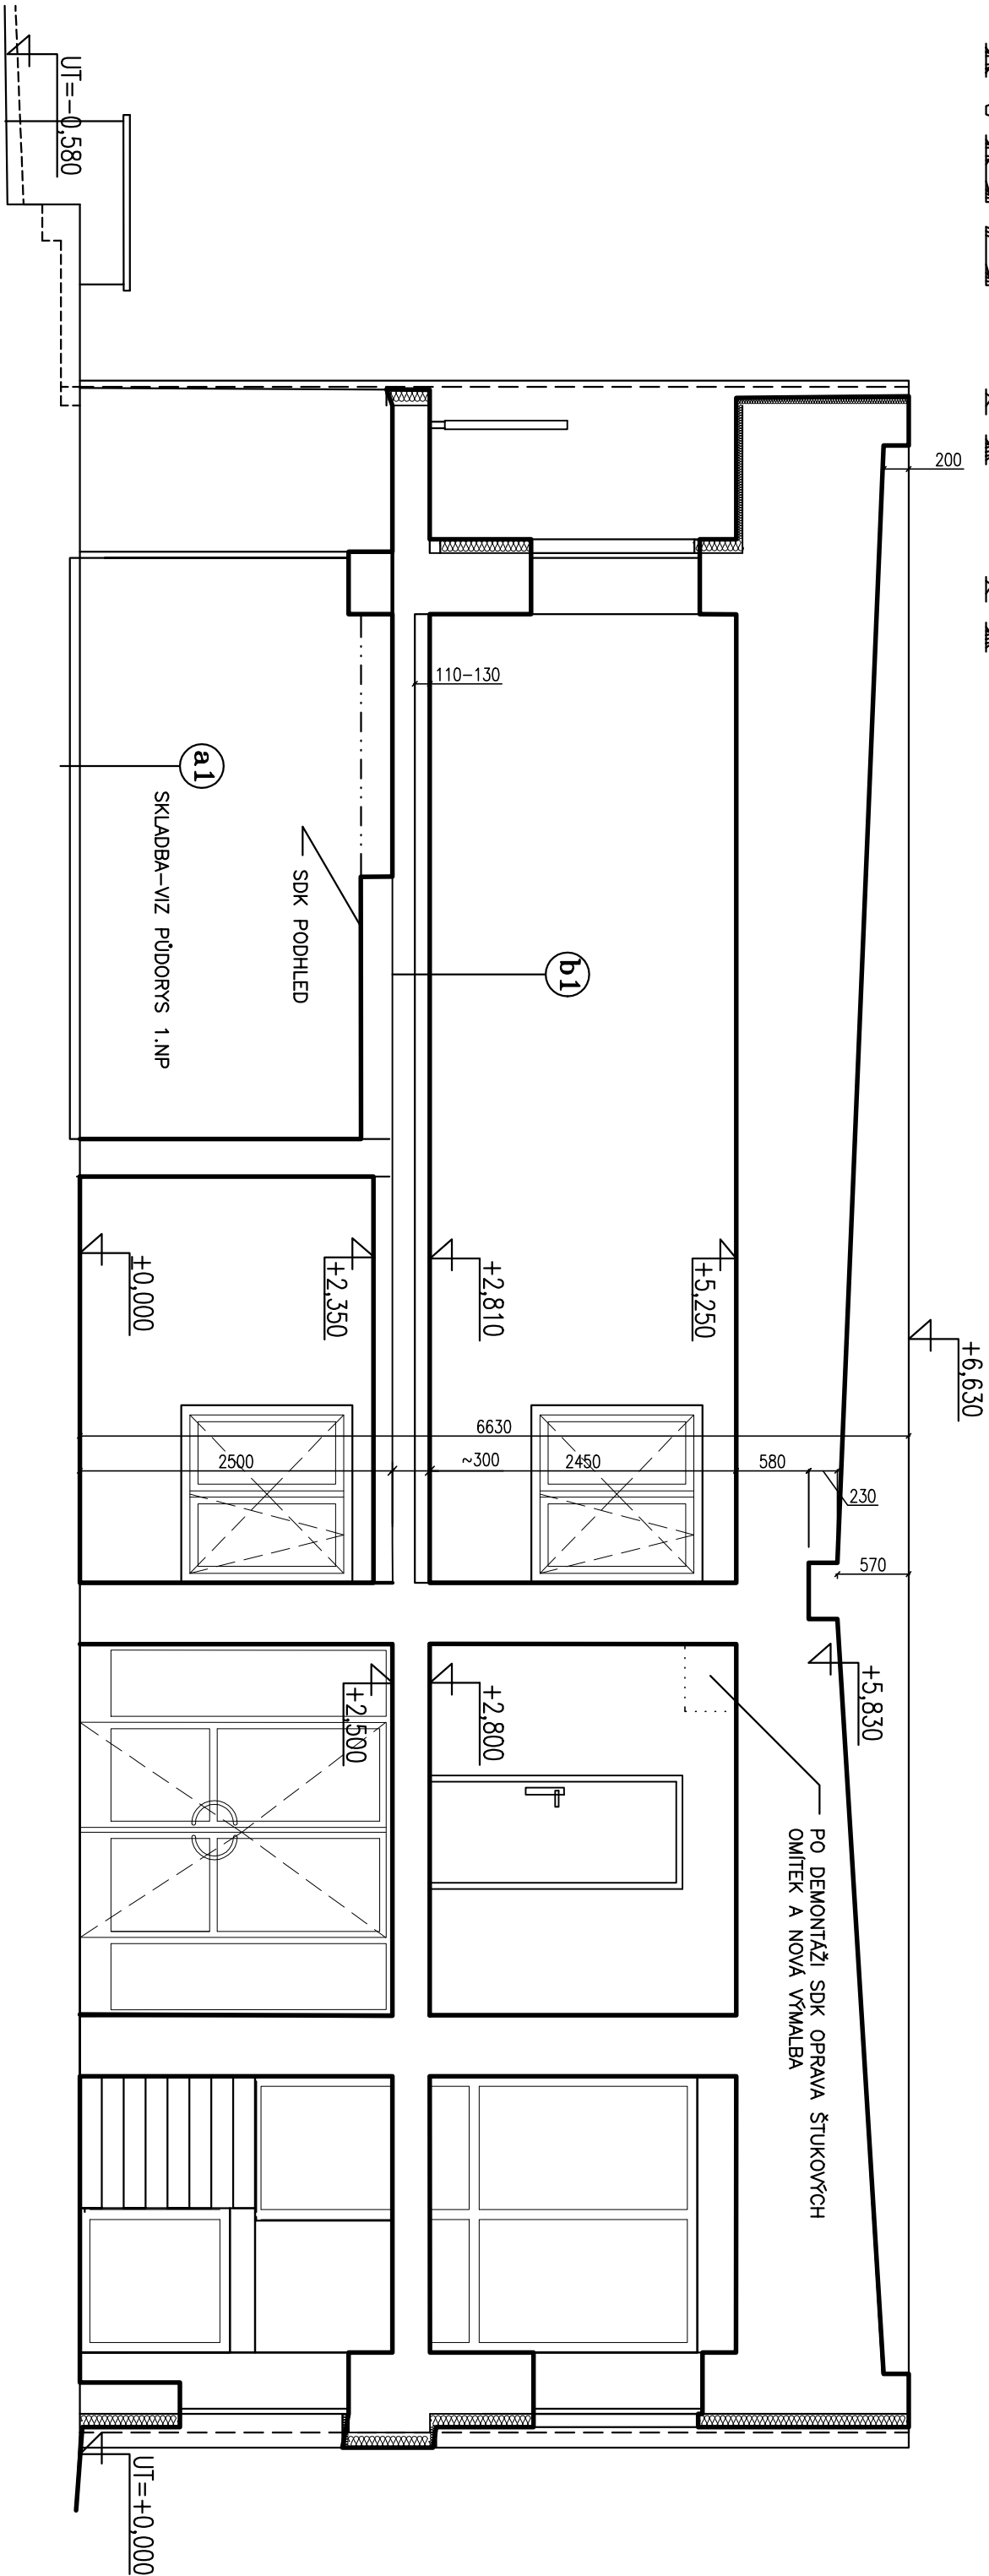 UT=-0,580
200
110-130
a1
SKLADBA-VIZ PŮDORYS 1.NP
SDK PODHLED
b1
+0,000
+2,350
+2,810
+5,250
+6,630
6630
2500
~300
2450
580
230
570
+5,830
+2,500
+2,800
PO DEMONTÁŽI SDK OPRAVA ŠTUKOVÝCH
OMÍTEK A NOVÁ VÝMALBA
UT=+0,000